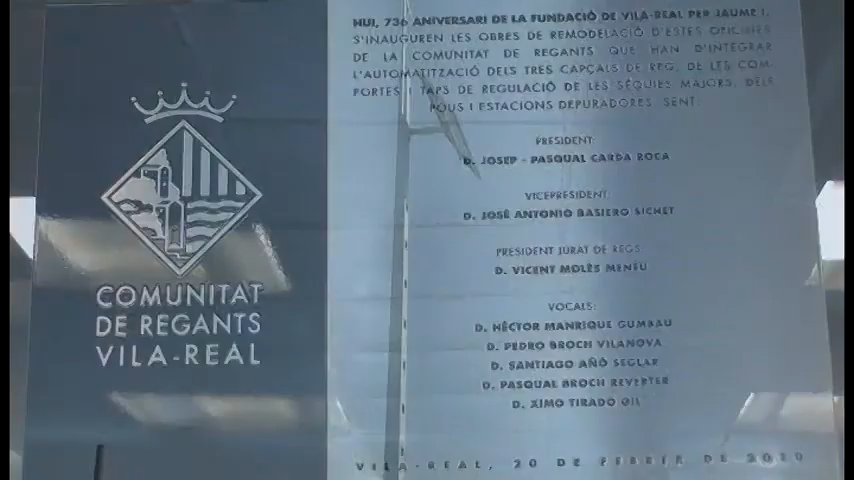 COMUNITAT
DE REGANTS
VILA-REAL
HUI, 736 ANIVERSARI DE LA FUNDACIÓ DE VILA-REAL PER JAUME I,
S'INAUGUREN LES OBRES DE REMODELACIÓ D'ESTES OFICINES
DE LA COMUNITAT DE REGANTS QUE HAN D'INTEGRAR
L'AUTOMATITZACIÓ DELS TRES CAPÇALS DE REG, DE LES COM-
PORTES I TAPS DE REGULACIÓ DE LES SÉQUIES MAJORS, DELS
POUS I ESTACIONS DEPURADORES, SENT:
PRESIDENT:
D. JOSEP - PASQUAL CARDA ROCA
VICEPRESIDENT:
D. JOSÉ ANTONIO BASIERO SICHET
PRESIDENT JURAT DE REGS:
D. VICENT MOLÉS MENEU
VOCALS:
D. HÉCTOR MANRIQUE GUMBAU
D. PEDRO BROCH VILANOVA
D. SANTIAGO AÑÓ SEGLAR
D. PASQUAL BROCH REVERTER
D. XIMO TIRADO GIL
VILA-REAL, 20 DE FEBRER DE 2010